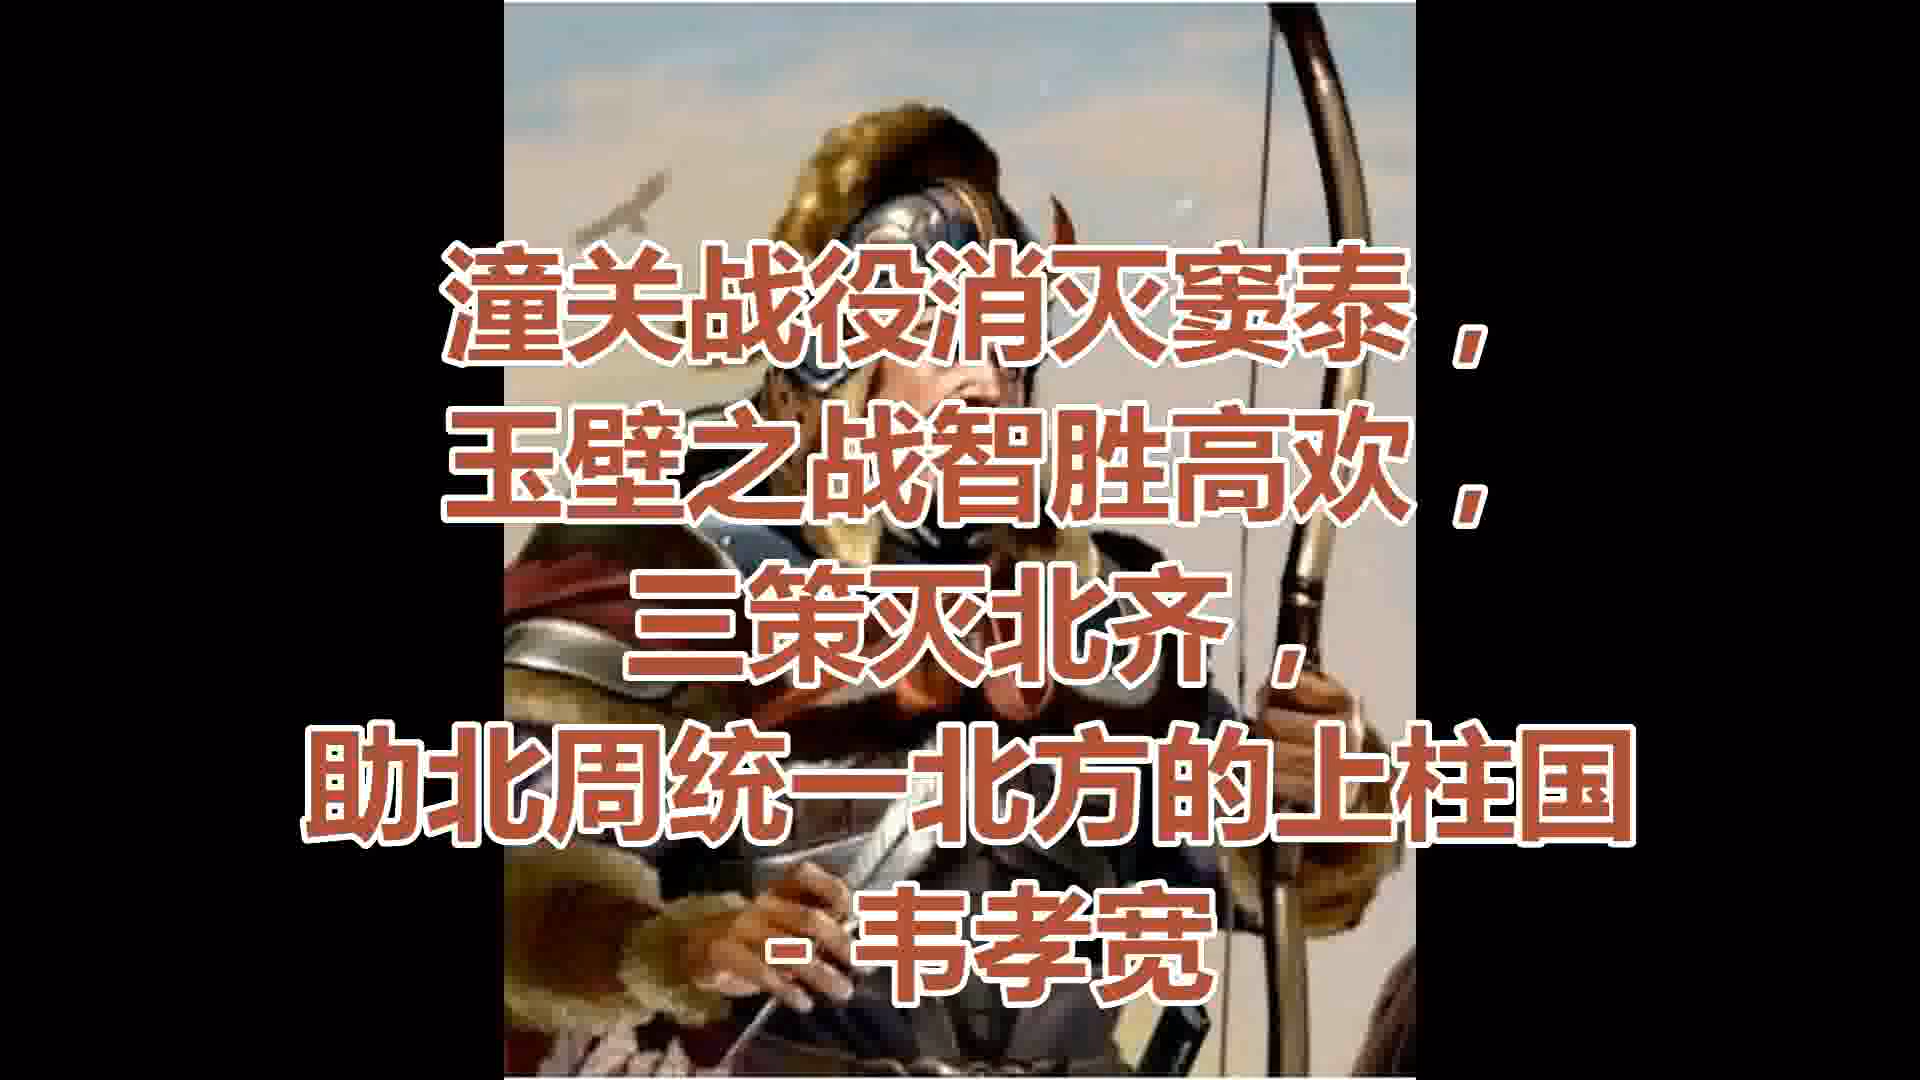 潼关战役消灭窦泰，
玉壁之战智胜高欢，
三策灭北齐，
助北周统一北方的上柱国
- 韦孝宽